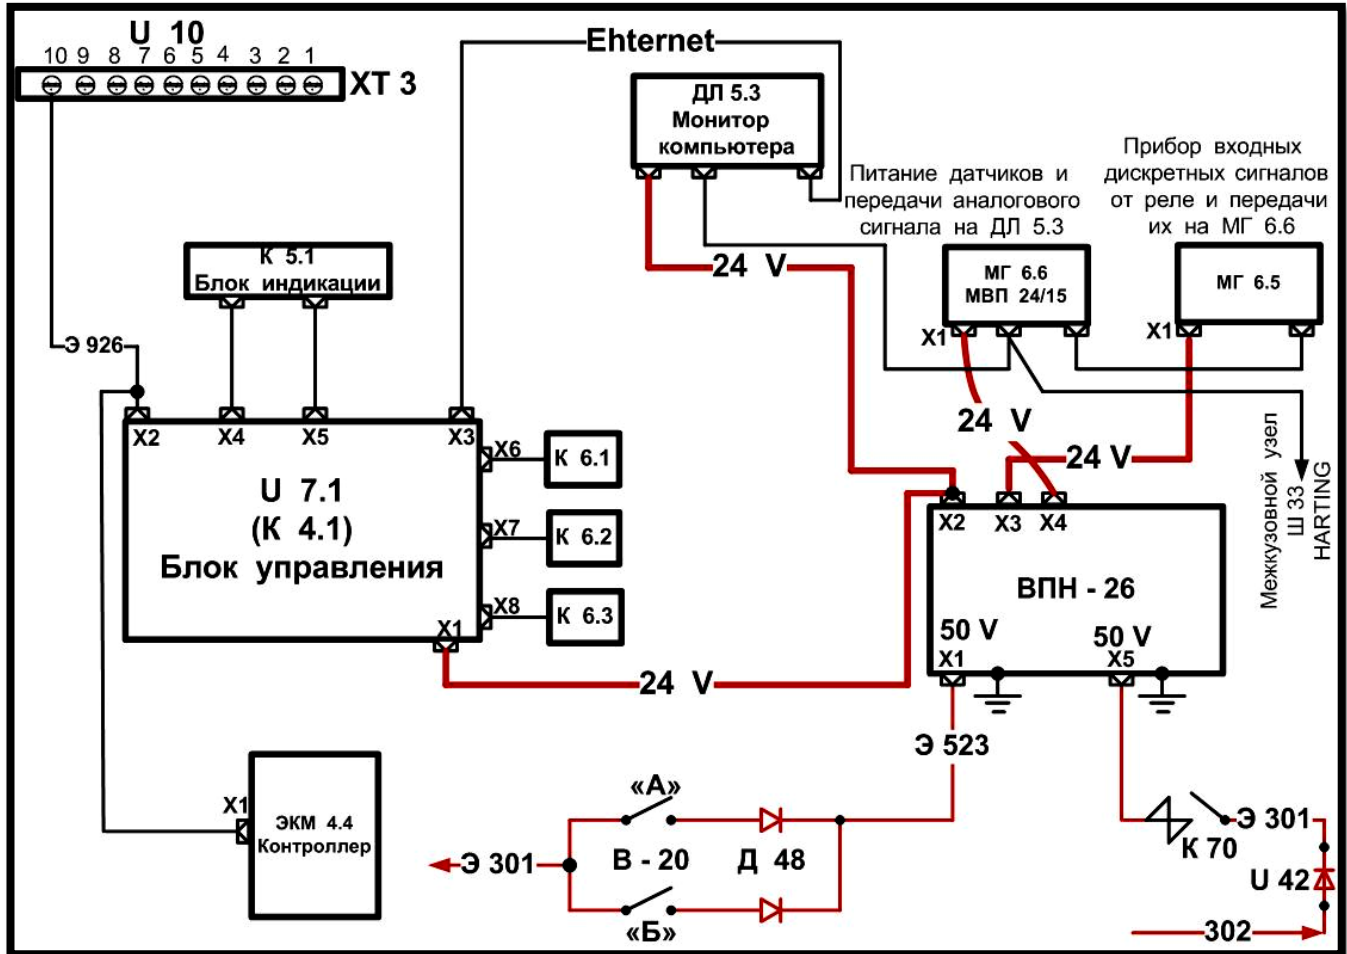 U 10
10 9 8 7 6 5 4 3 2 1
XT 3
Ehternet
ДЛ 5.3
Монитор
компьютера
Питание датчиков и
передачи аналогового
сигнала на ДЛ 5.3
Прибор входных
дискретных сигналов
от реле и передачи
их на МГ 6.6
К 5.1
Блок индикации
24 V
МГ 6.6
МВП 24/15
X1
МГ 6.5
X1
Э 926
24 V
24 V
X2
X4
X5
X3
U 7.1
(К 4.1)
Блок управления
X6
К 6.1
X7
К 6.2
X8
К 6.3
X1
24 V
Межкузовной узел
Ш 33
HARTING
X2
X3
X4
ВПН - 26
50 V
X1
50 V
X5
Э 523
X1
ЭКМ 4.4
Контроллер
«А»
Э 301
В - 20
Д 48
«Б»
К 70
Э 301
U 42
302